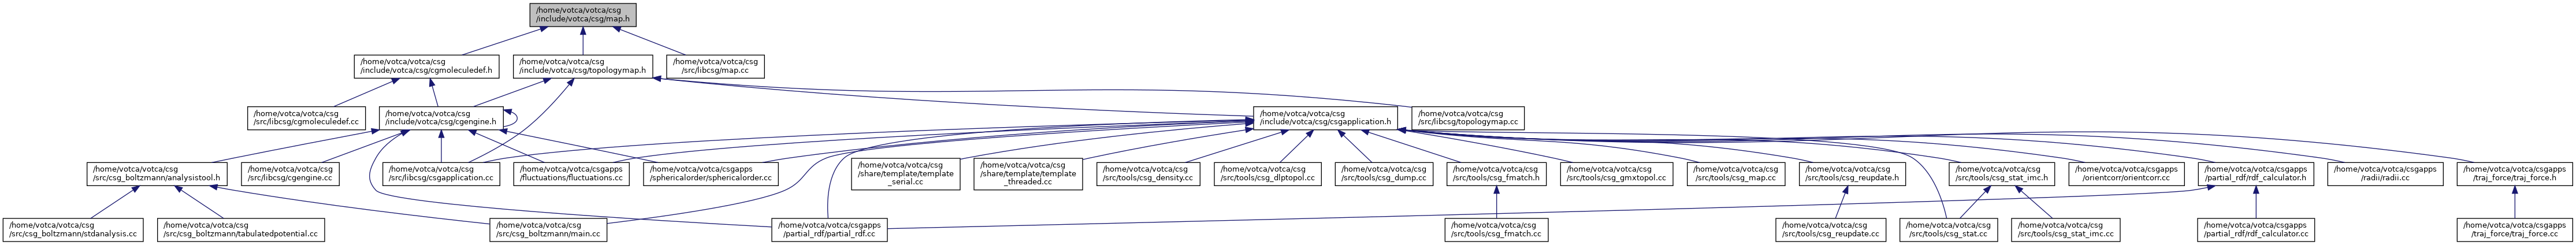 /home/votca/votca/csg
/include/votca/csg/map.h
/home/votca/votca/csg
/include/votca/csg/cgmoleculedef.h
/home/votca/votca/csg
/include/votca/csg/topologymap.h
/home/votca/votca/csg
/src/libcsg/map.cc
/home/votca/votca/csg
/src/libcsg/cgmoleculedef.cc
/home/votca/votca/csg
/include/votca/csg/cgengine.h
/home/votca/votca/csg
/include/votca/csg/csgapplication.h
/home/votca/votca/csg
/src/libcsg/topologymap.cc
/home/votca/votca/csg
/src/csg_boltzmann/analysistool.h
/home/votca/votca/csg
/src/libcsg/cgengine.cc
/home/votca/votca/csg
/src/libcsg/csgapplication.cc
/home/votca/votca/csgapps
/fluctuations/fluctuations.cc
/home/votca/votca/csgapps
/sphericalorder/sphericalorder.cc
/home/votca/votca/csg
/share/template/template
_serial.cc
/home/votca/votca/csg
/share/template/template
_threaded.cc
/home/votca/votca/csg
/src/tools/csg_density.cc
/home/votca/votca/csg
/src/tools/csg_dlptopol.cc
/home/votca/votca/csg
/src/tools/csg_dump.cc
/home/votca/votca/csg
/src/tools/csg_fmatch.h
/home/votca/votca/csg
/src/tools/csg_gmxtopol.cc
/home/votca/votca/csg
/src/tools/csg_map.cc
/home/votca/votca/csg
/src/tools/csg_reupdate.h
/home/votca/votca/csg
/src/tools/csg_stat_imc.h
/home/votca/votca/csgapps
/orientcorr/orientcorr.cc
/home/votca/votca/csgapps
/partial_rdf/rdf_calculator.h
/home/votca/votca/csgapps
/radii/radii.cc
/home/votca/votca/csgapps
/traj_force/traj_force.h
/home/votca/votca/csg
/src/csg_boltzmann/stdanalysis.cc
/home/votca/votca/csg
/src/csg_boltzmann/tabulatedpotential.cc
/home/votca/votca/csg
/src/csg_boltzmann/main.cc
/home/votca/votca/csgapps
/partial_rdf/partial_rdf.cc
/home/votca/votca/csg
/src/tools/csg_fmatch.cc
/home/votca/votca/csg
/src/tools/csg_reupdate.cc
/home/votca/votca/csg
/src/tools/csg_stat.cc
/home/votca/votca/csg
/src/tools/csg_stat_imc.cc
/home/votca/votca/csgapps
/partial_rdf/rdf_calculator.cc
/home/votca/votca/csgapps
/traj_force/traj_force.cc